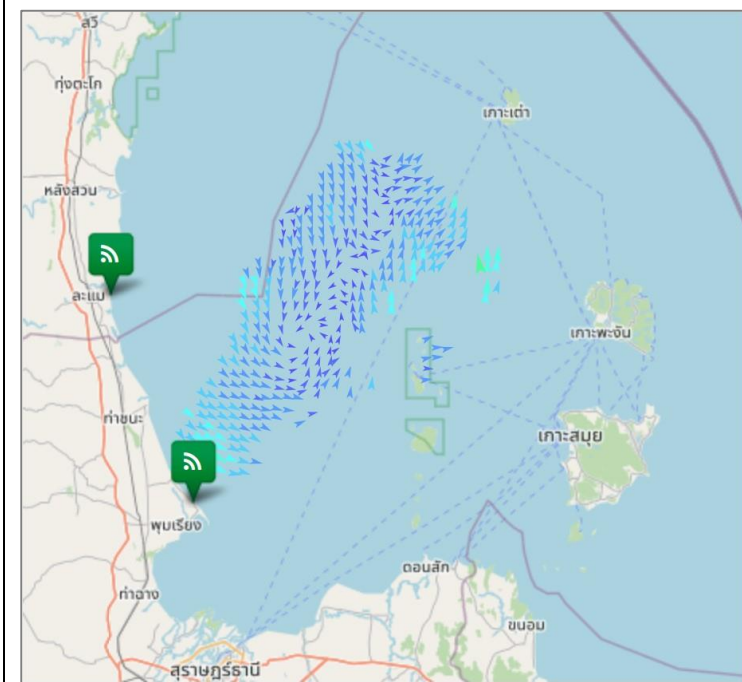 สวี
ทุ่งตะโก
เกาะเต่า
หลังสวน
ละแม
เกาะพะงัน
ท่าชนะ
เกาะสมุย
พุมเรียง
ดอนสัก
ท่าฉาง
ขนอม
สุราษฎร์ธานี